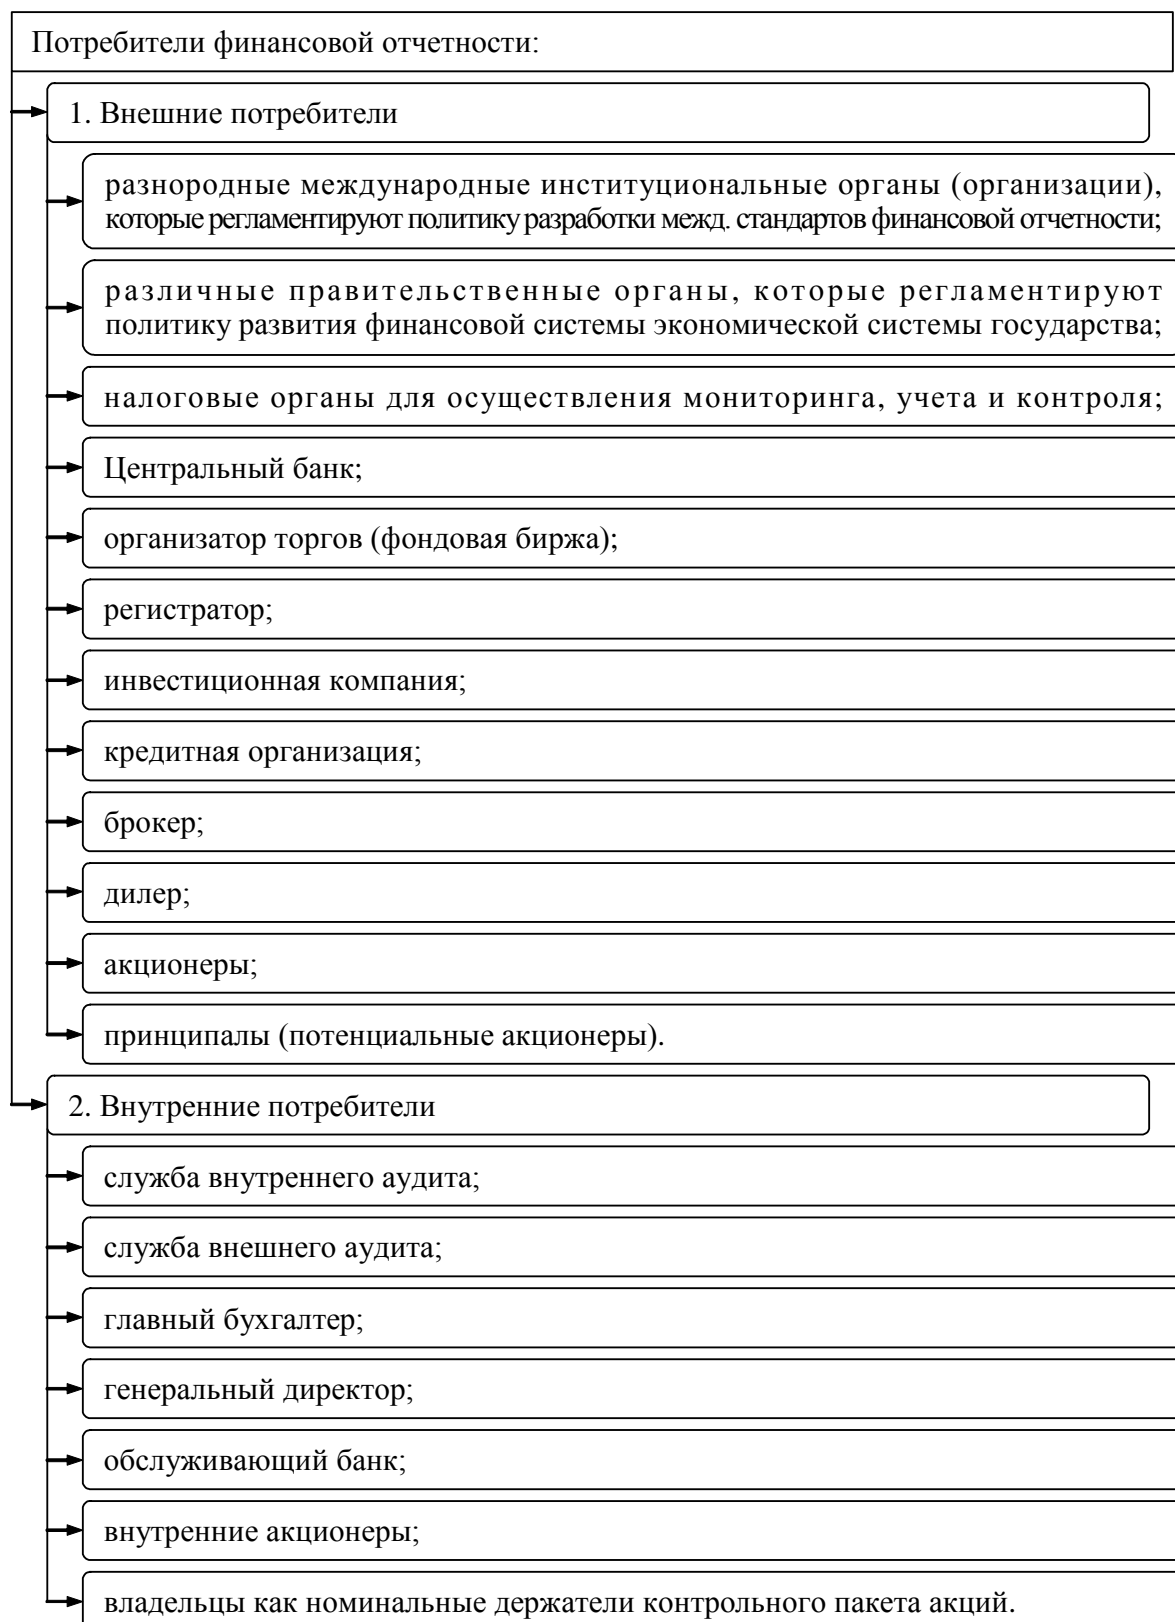 Потребители финансовой отчетности:
1. Внешние потребители
разнородные международные институциональные органы (организации),
которые регламентируют политику разработки межд. стандартов финансовой отчетности;
различные правительственные органы, которые регламентируют
политику развития финансовой системы экономической системы государства;
налоговые органы для осуществления мониторинга, учета и контроля;
Центральный банк;
организатор торгов (фондовая биржа);
регистратор;
инвестиционная компания;
кредитная организация;
брокер;
дилер;
акционеры;
принципалы (потенциальные акционеры).
2. Внутренние потребители
служба внутреннего аудита;
служба внешнего аудита;
главный бухгалтер;
генеральный директор;
обслуживающий банк;
внутренние акционеры;
владельцы как номинальные держатели контрольного пакета акций.